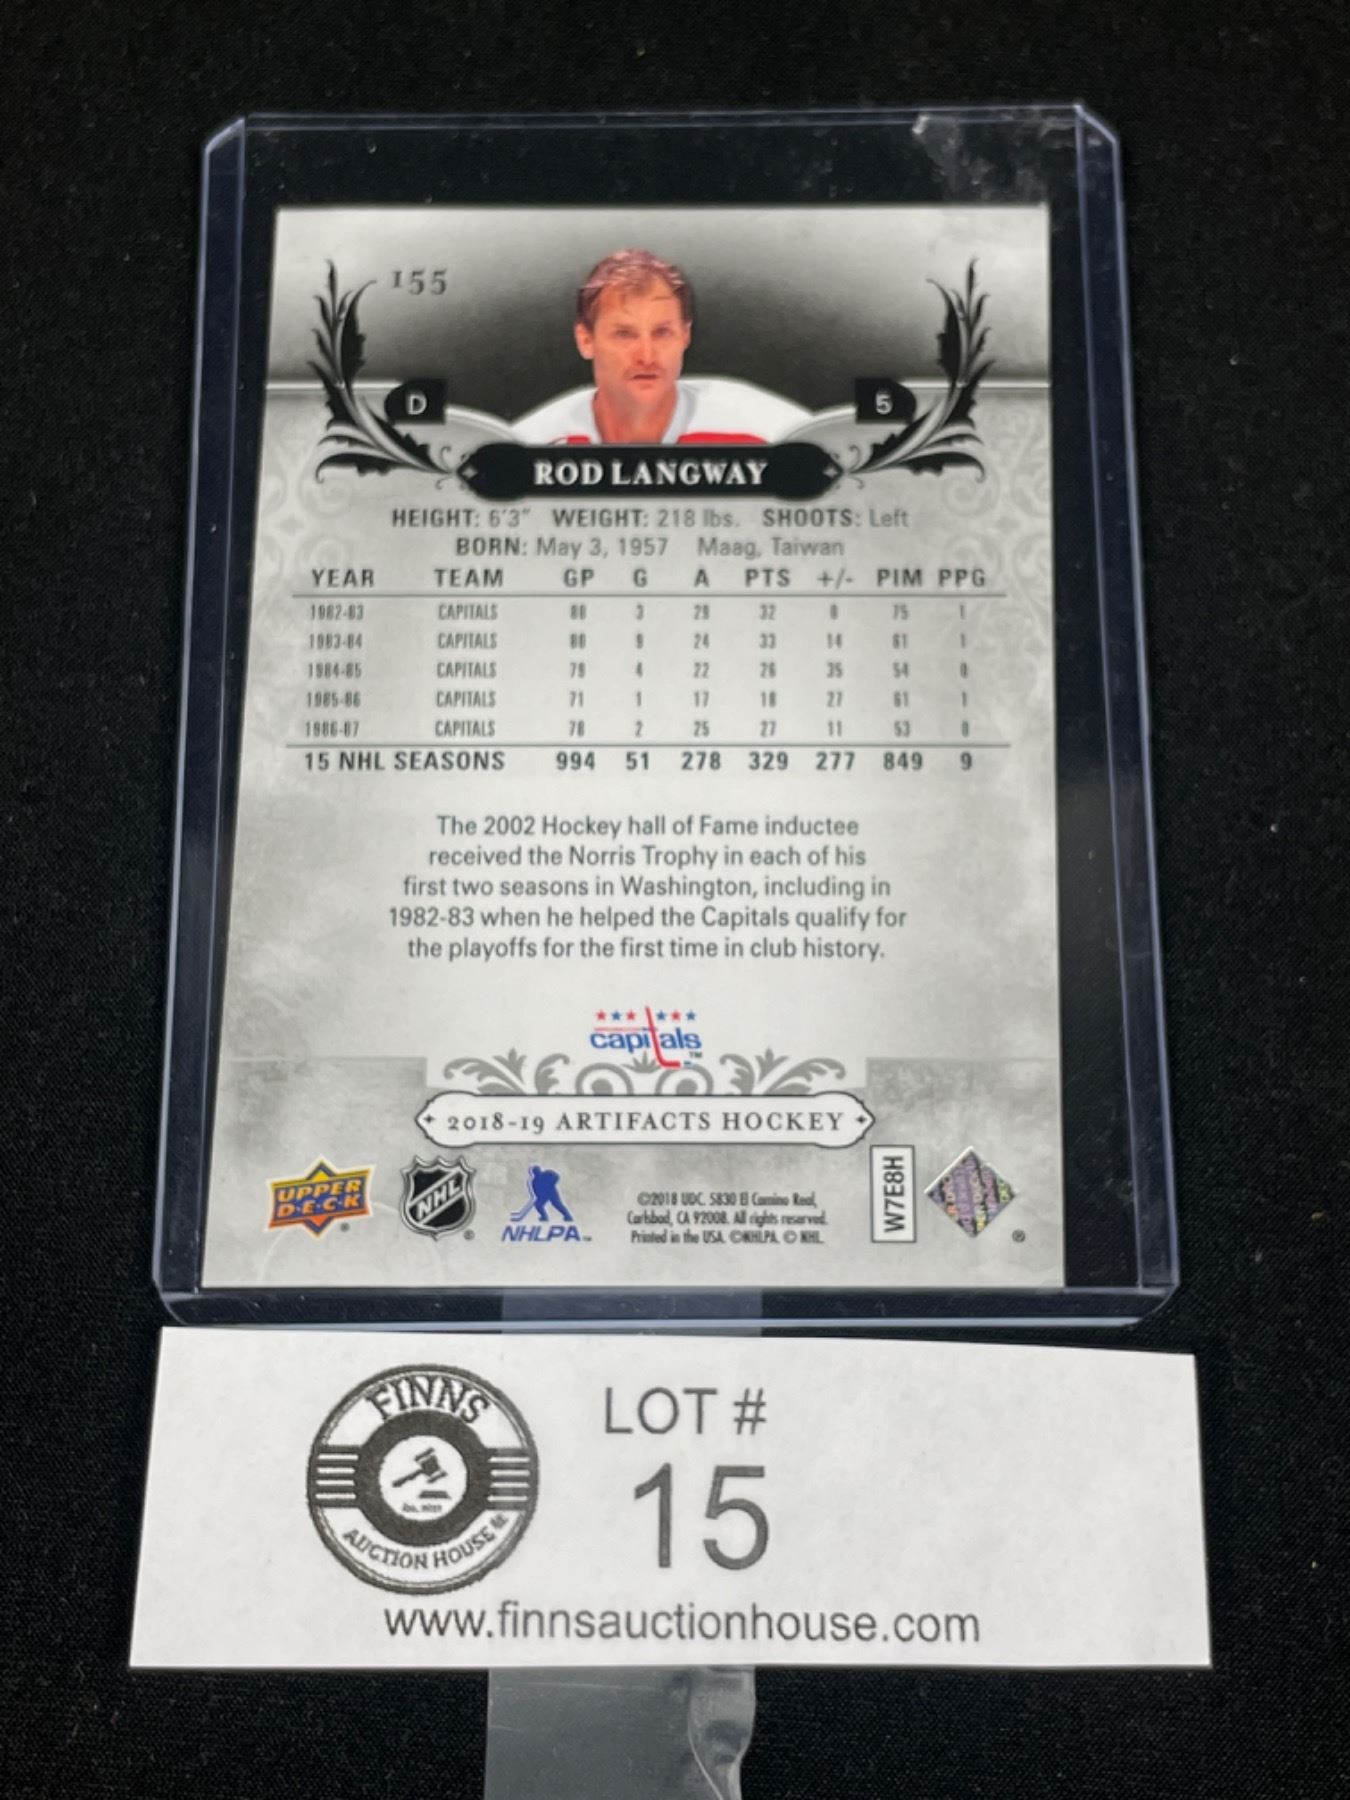 155
D
5
ROD LANGWAY
HEIGHT: 6'3" WEIGHT: 218 lbs. SHOOTS: Left
BORN: May 3, 1957 Maag, Taiwan
YEAR TEAM GP G A PTS +/- PIM PPG
1982-83 CAPITALS 80 3 29 32 0 75 1
1983-84 CAPITALS 80 9 24 33 14 61 1
1984-85 CAPITALS 79 4 22 26 35 54 0
1985-86 CAPITALS 71 1 17 18 27 61 1
1986-87 CAPITALS 78 2 25 27 11 53 0
15 NHL SEASONS 994 51 278 329 277 849 9
The 2002 Hockey hall of Fame inductee
received the Norris Trophy in each of his
first two seasons in Washington, including in
1982-83 when he helped the Capitals qualify for
the playoffs for the first time in club history.
capitals™
2018-19 ARTIFACTS HOCKEY
UPPER
D·E·C·K ®
NHL ®
NHLPA™
©2018 UDC. 5830 El Camino Real,
Carlsbad, CA 92008. All rights reserved.
Printed in the USA. ©NHLPA. © NHL.
W7E8H
®
FINNS
AUCTION HOUSE
LOT #
15
www.finnsauctionhouse.com